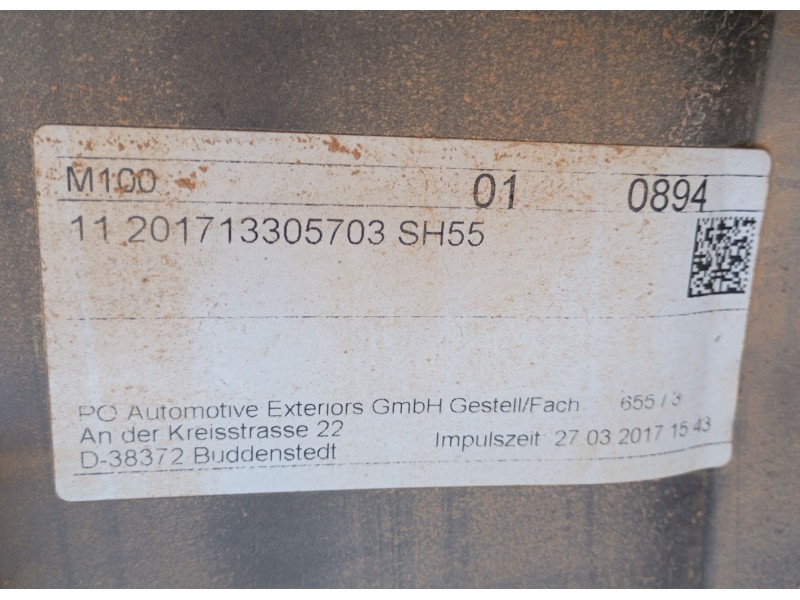 M100 01 0894
11 201713305703 SH55
PO Automotive Exteriors GmbH Gestell/Fach 655 / 3
An der Kreisstrasse 22
Impulszeit 27 03 2017 15 43
D-38372 Buddenstedt